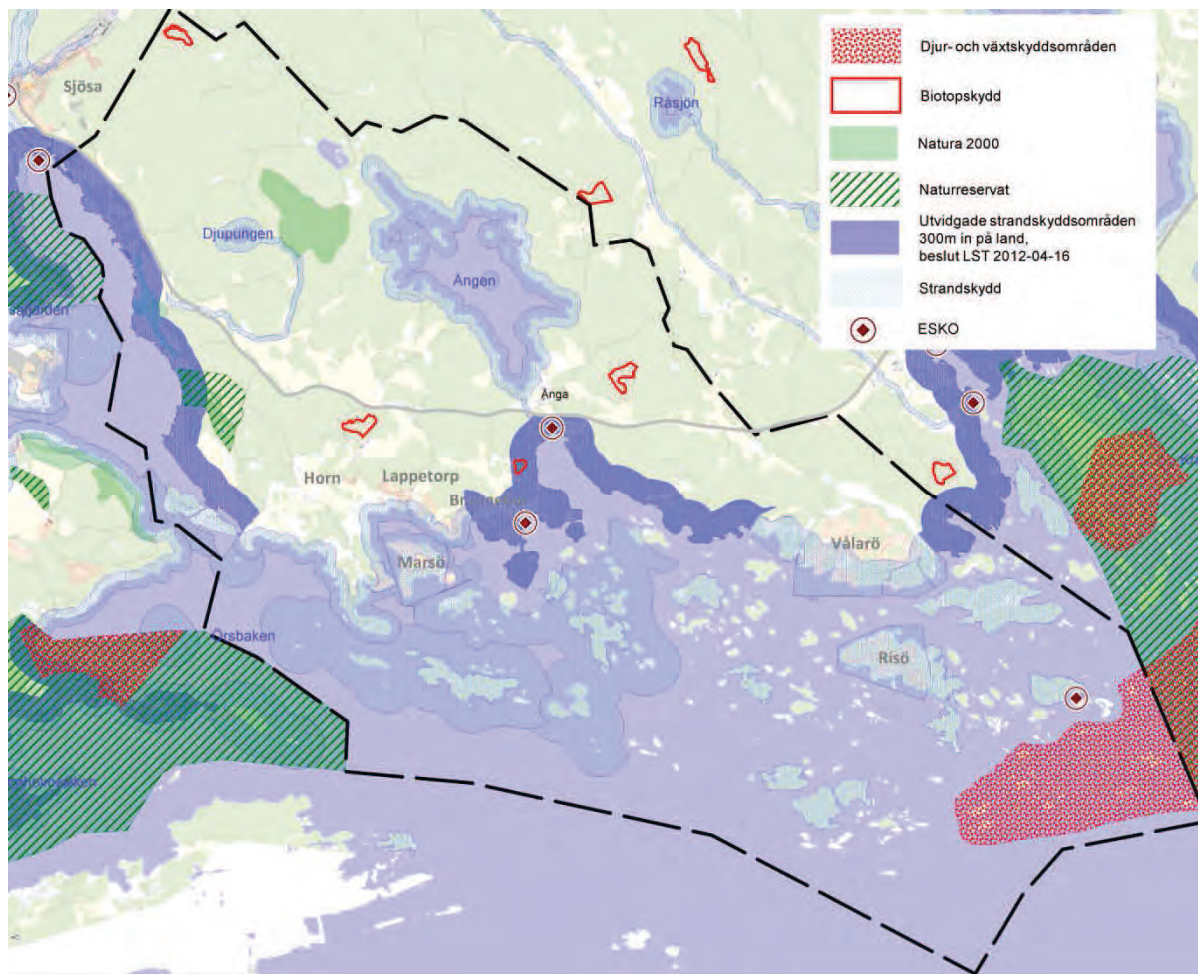 Djur- och växtskyddsområden
Biotopskydd
Natura 2000
Naturreservat
Utvidgade strandskyddsområden
300m in på land,
beslut LST 2012-04-16
Strandskydd
ESKO
Sjösa
Råsjön
Djupungen
Ången
Änga
Horn
Lappetorp
Marsö
Vålarö
Örsbaken
Risö